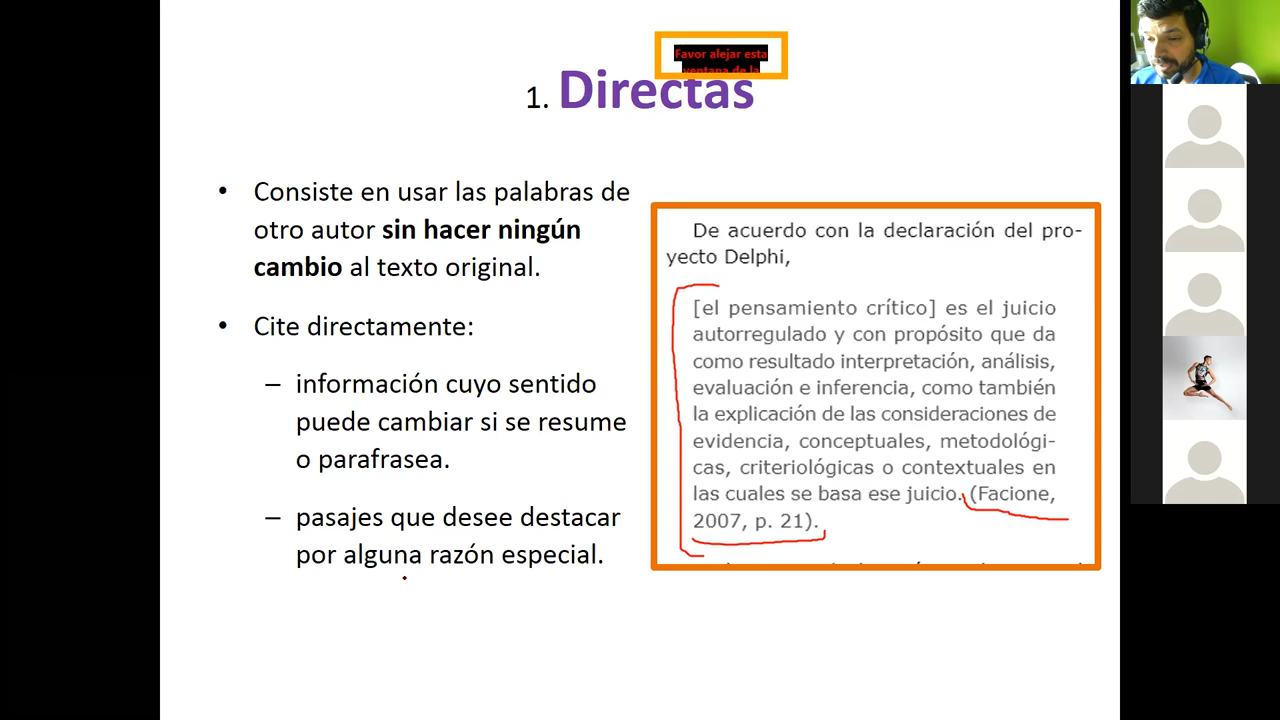 Favor alejar esta
ventana de la
1. Directas
• Consiste en usar las palabras de
otro autor sin hacer ningún
cambio al texto original.
• Cite directamente:
– información cuyo sentido
puede cambiar si se resume
o parafrasea.
– pasajes que desee destacar
por alguna razón especial.
De acuerdo con la declaración del pro-
yecto Delphi,
[el pensamiento crítico] es el juicio
autorregulado y con propósito que da
como resultado interpretación, análisis,
evaluación e inferencia, como también
la explicación de las consideraciones de
evidencia, conceptuales, metodológi-
cas, criteriológicas o contextuales en
las cuales se basa ese juicio. (Facione,
2007, p. 21).